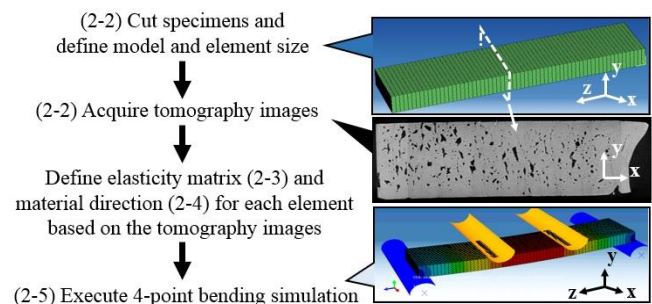 (2-2) Cut specimens and
define model and element size
(2-2) Acquire tomography images
Define elasticity matrix (2-3) and
material direction (2-4) for each element
based on the tomography images
(2-5) Execute 4-point bending simulation
y
z
x
y
x
y
z
x